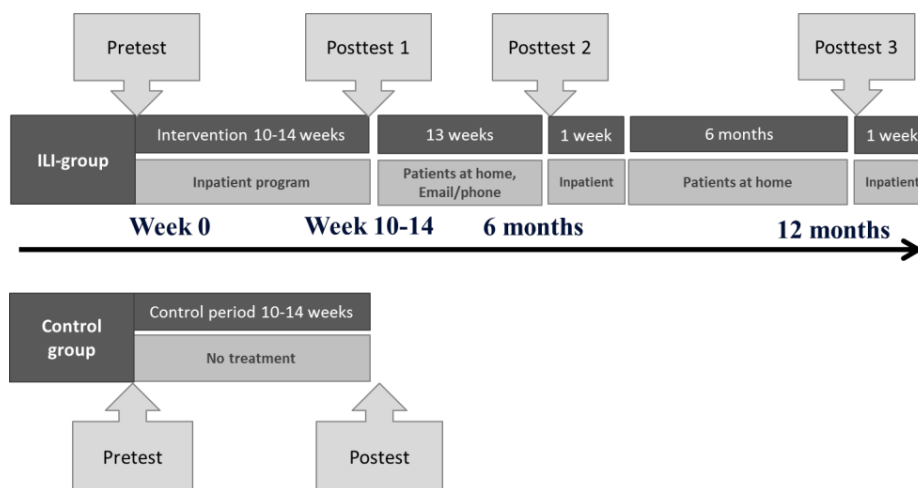 Pretest
Posttest 1
Posttest 2
Posttest 3
ILI-group
Intervention 10-14 weeks
13 weeks
1 week
6 months
1 week
Inpatient program
Patients at home,
Email/phone
Inpatient
Patients at home
Inpatient
Week 0
Week 10-14
6 months
12 months
Control
group
Control period 10-14 weeks
No treatment
Pretest
Postest